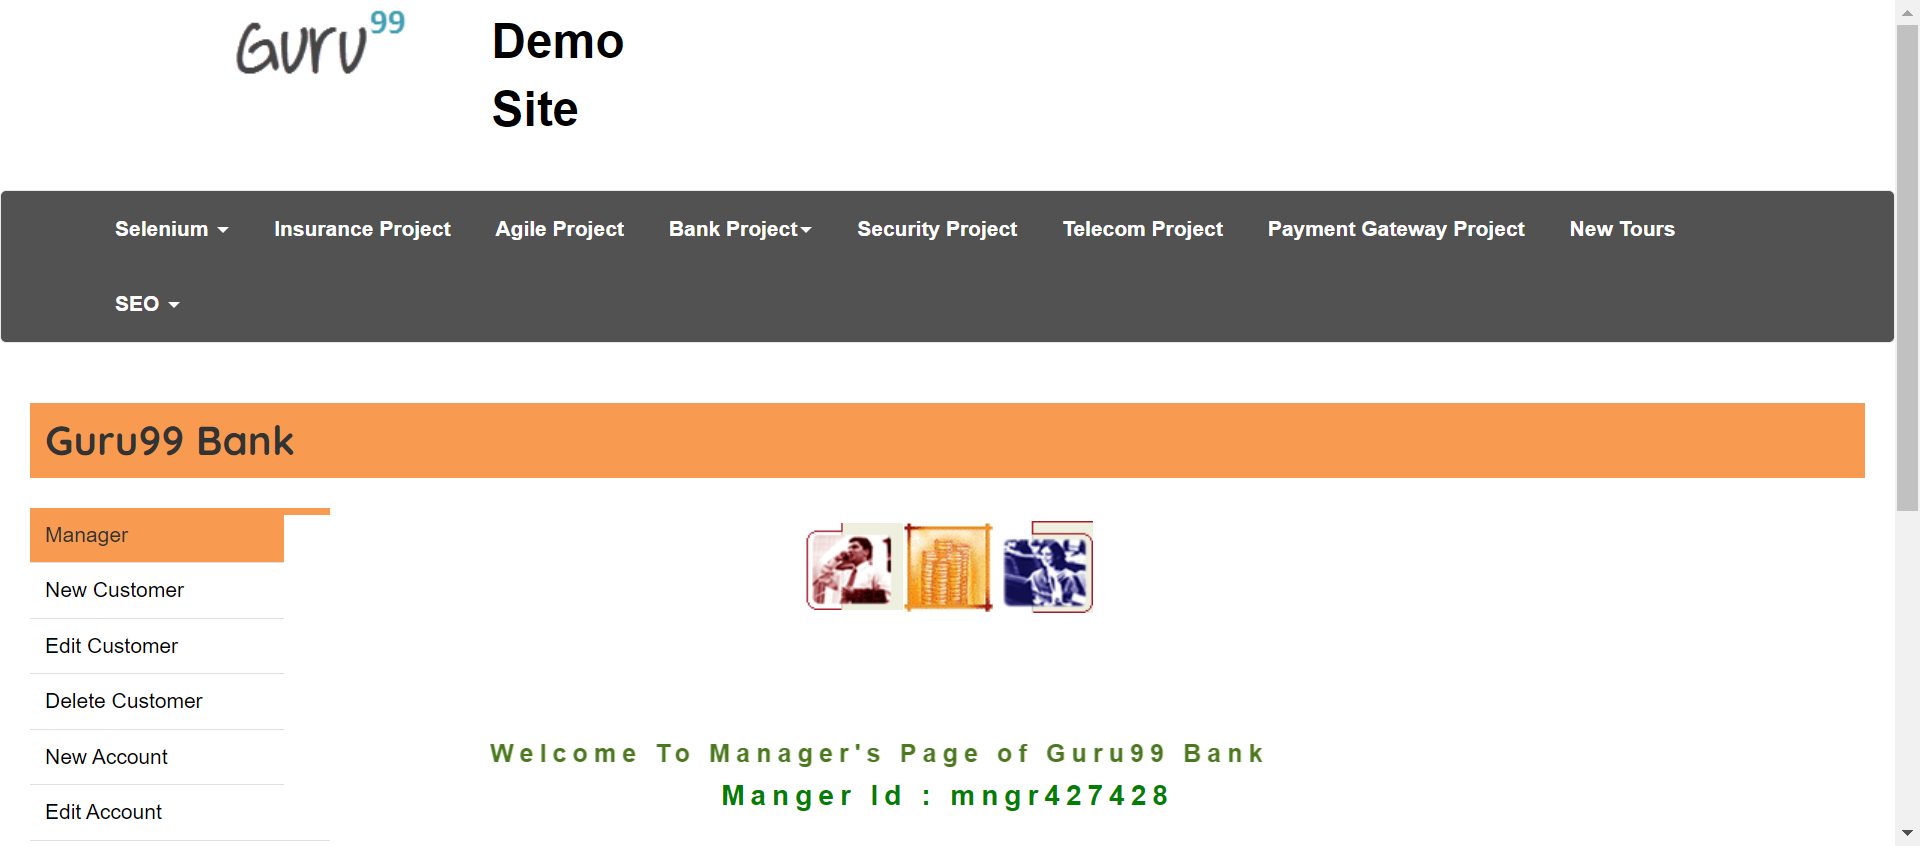 Guru99
Demo
Site
Selenium Insurance Project Agile Project Bank Project Security Project Telecom Project Payment Gateway Project New Tours
SEO
Guru99 Bank
Manager
New Customer
Edit Customer
Delete Customer
New Account
Edit Account
Welcome To Manager's Page of Guru99 Bank
Manger Id : mngr427428